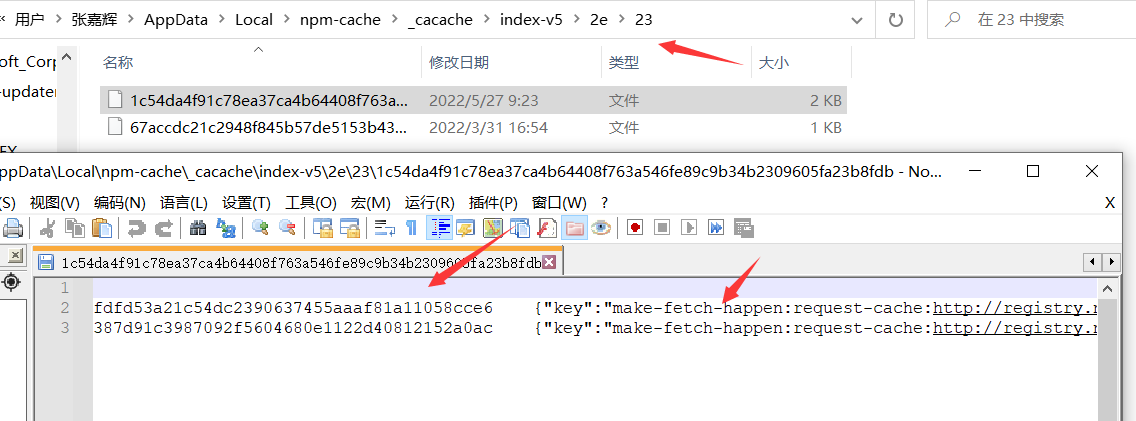 « 用户 > 张嘉辉 > AppData > Local > npm-cache > _cacache > index-v5 > 2e > 23
在 23 中搜索
oft_Corp
名称 修改日期 类型 大小
-updater
1c54da4f91c78ea37ca4b64408f763a... 2022/5/27 9:23 文件 2 KB
67accdc21c2948f845b57de5153b43... 2022/3/31 16:54 文件 1 KB
ppData\Local\npm-cache\_cacache\index-v5\2e\23\1c54da4f91c78ea37ca4b64408f763a546fe89c9b34b2309605fa23b8fdb - No...
(S) 视图(V) 编码(N) 语言(L) 设置(T) 工具(O) 宏(M) 运行(R) 插件(P) 窗口(W) ? X
1c54da4f91c78ea37ca4b64408f763a546fe89c9b34b2309605fa23b8fdb
1
2 fdfd53a21c54dc2390637455aaaf81a11058cce6 {"key":"make-fetch-happen:request-cache:http://registry.
3 387d91c3987092f5604680e1122d40812152a0ac {"key":"make-fetch-happen:request-cache:http://registry.